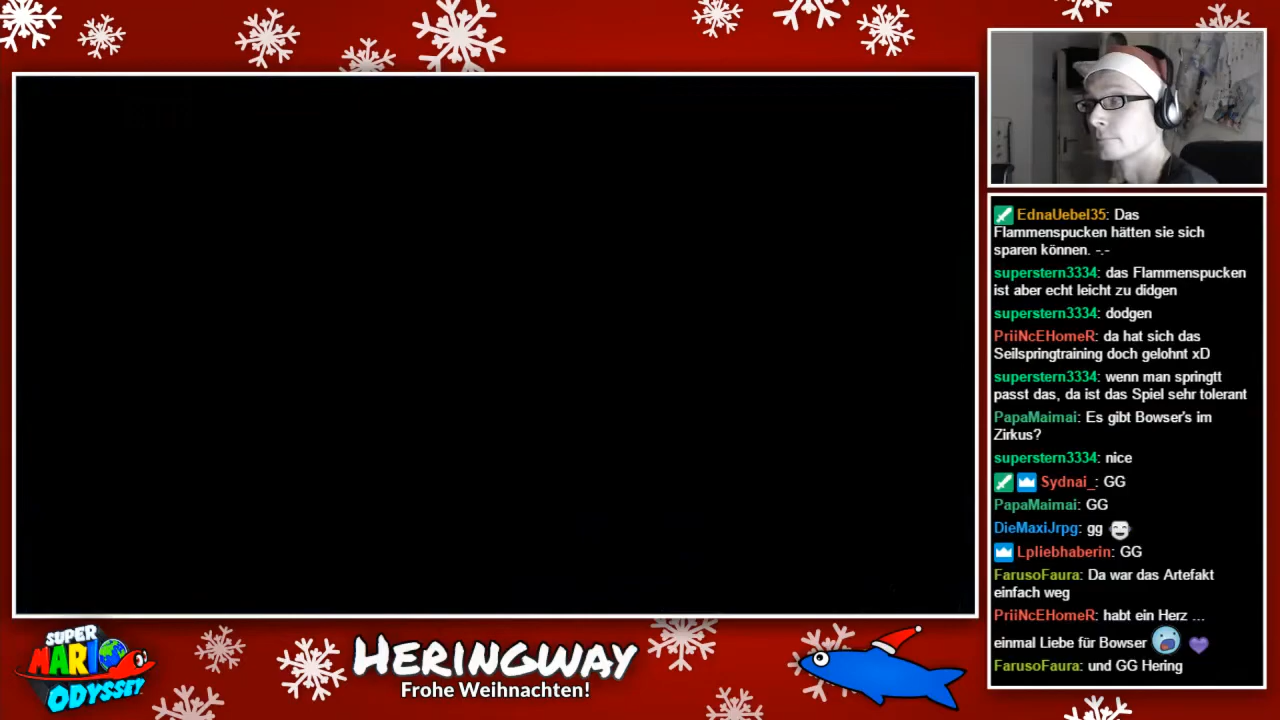 EdnaUebel35: Das
Flammenspucken hätten sie sich
sparen können. -.-
superstern3334: das Flammenspucken
ist aber echt leicht zu didgen
superstern3334: dodgen
PriiNcEHomeR: da hat sich das
Seilspringtraining doch gelohnt xD
superstern3334: wenn man springtt
passt das, da ist das Spiel sehr tolerant
PapaMaimai: Es gibt Bowser's im
Zirkus?
superstern3334: nice
Sydnai_: GG
PapaMaimai: GG
DieMaxiJrpg: gg
Lpliebhaberin: GG
FarusoFaura: Da war das Artefakt
einfach weg
PriiNcEHomeR: habt ein Herz ...
einmal Liebe für Bowser
FarusoFaura: und GG Hering
SUPER
MARIO
ODYSSEY
HERINGWAY
Frohe Weihnachten!